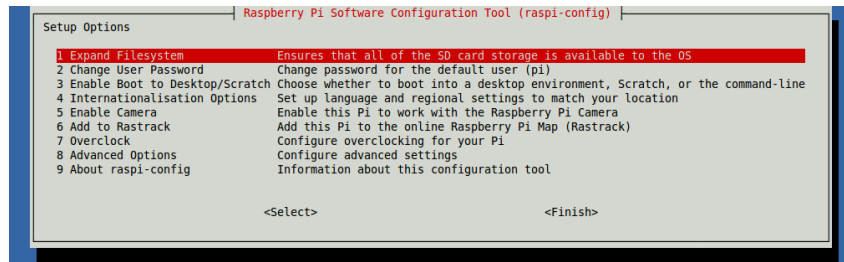 Raspberry Pi Software Configuration Tool (raspi-config)
Setup Options
1 Expand Filesystem Ensures that all of the SD card storage is available to the OS
2 Change User Password Change password for the default user (pi)
3 Enable Boot to Desktop/Scratch Choose whether to boot into a desktop environment, Scratch, or the command-line
4 Internationalisation Options Set up language and regional settings to match your location
5 Enable Camera Enable this Pi to work with the Raspberry Pi Camera
6 Add to Rastrack Add this Pi to the online Raspberry Pi Map (Rastrack)
7 Overclock Configure overclocking for your Pi
8 Advanced Options Configure advanced settings
9 About raspi-config Information about this configuration tool
<Select> <Finish>